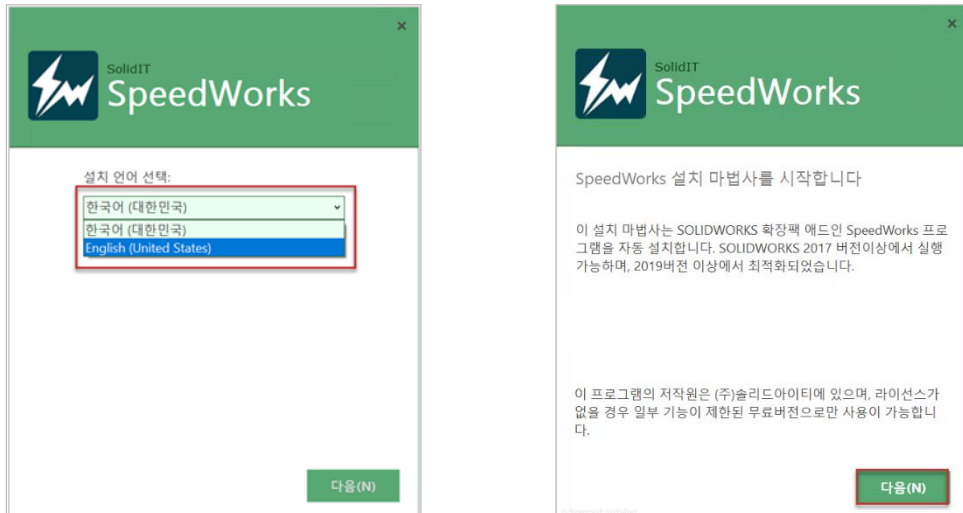 ×
SolidIT
SpeedWorks
설치 언어 선택:
한국어 (대한민국)
한국어 (대한민국)
English (United States)
다음(N)
×
SolidIT
SpeedWorks
SpeedWorks 설치 마법사를 시작합니다
이 설치 마법사는 SOLIDWORKS 확장팩 애드인 SpeedWorks 프로
그램을 자동 설치합니다. SOLIDWORKS 2017 버전이상에서 실행
가능하며, 2019버전 이상에서 최적화되었습니다.
이 프로그램의 저작원은 (주)솔리드아이티에 있으며, 라이선스가
없을 경우 일부 기능이 제한된 무료버전으로만 사용이 가능합니
다.
다음(N)